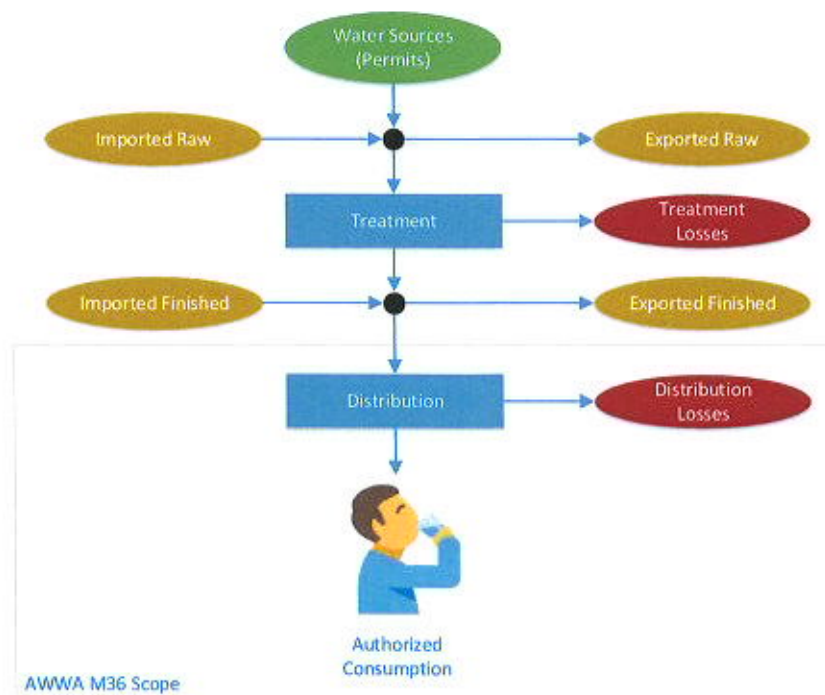 Water Sources
(Permits)
Imported Raw
Exported Raw
Treatment
Treatment
Losses
Imported Finished
Exported Finished
Distribution
Distribution
Losses
Authorized
Consumption
AWWA M36 Scope